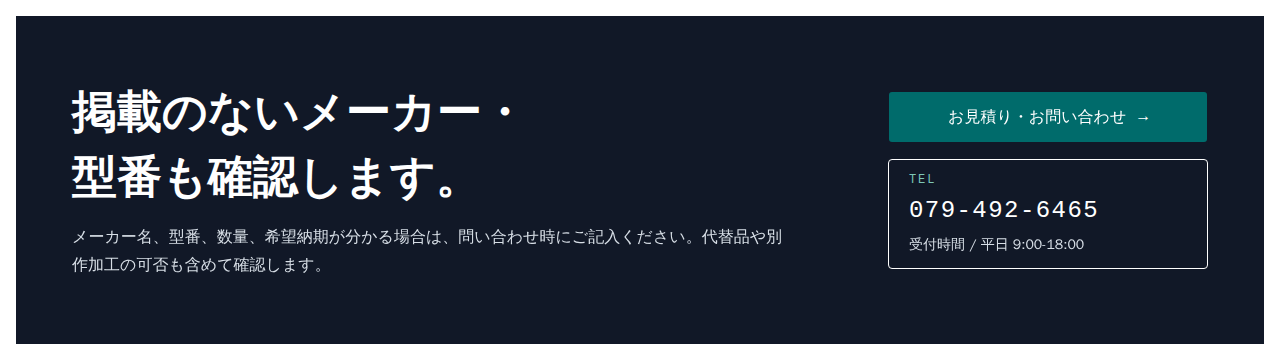 掲載のないメーカー・
型番も確認します。
メーカー名、型番、数量、希望納期が分かる場合は、問い合わせ時にご記入ください。代替品や別
作加工の可否も含めて確認します。
お見積り・お問い合わせ →
TEL
079-492-6465
受付時間 / 平日 9:00-18:00